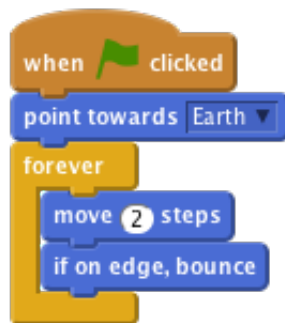 when clicked
point towards Earth
forever
move 2 steps
if on edge, bounce